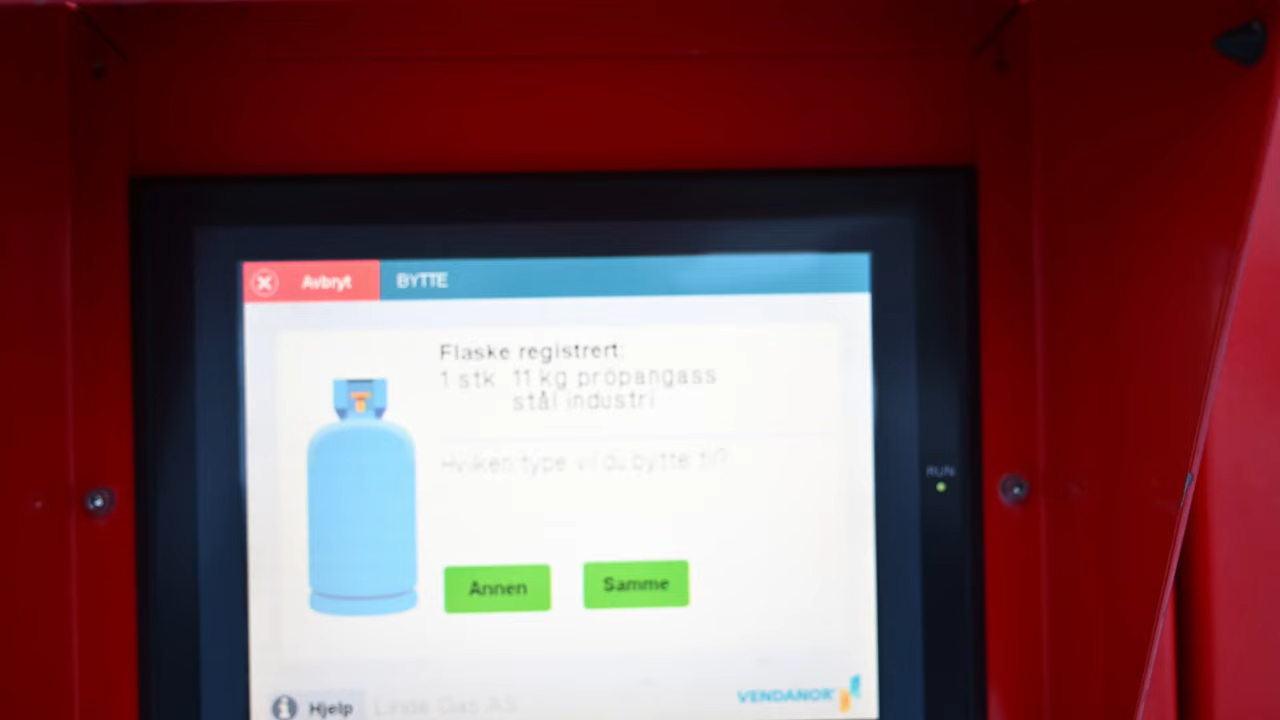 Avbryt
BYTTE
Flaske registrert:
1 stk 11 kg propangass
stål industri
Hvilken type vil du bytte til?
RUN
Annen
Samme
Hjelp
Linde Gas AS
VENDANOR